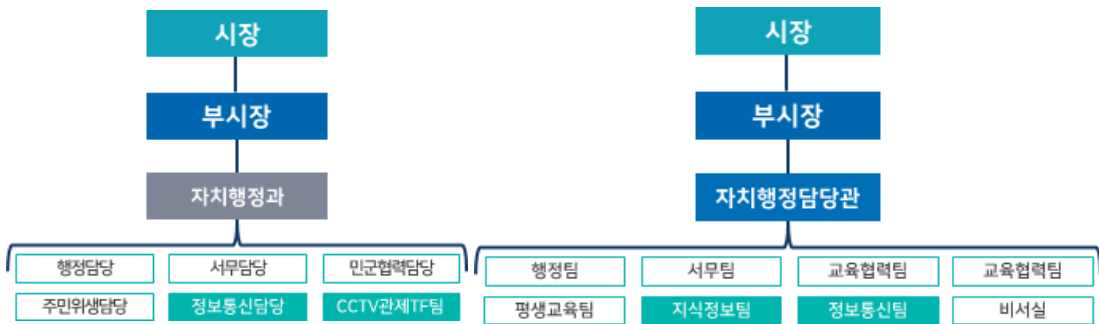 시장
부시장
자치행정과
행정담당 서무담당 민군협력담당
주민위생담당 정보통신담당 CCTV관제TF팀
시장
부시장
자치행정담당관
행정팀 서무팀 교육협력팀 교육협력팀
평생교육팀 지식정보팀 정보통신팀 비서실